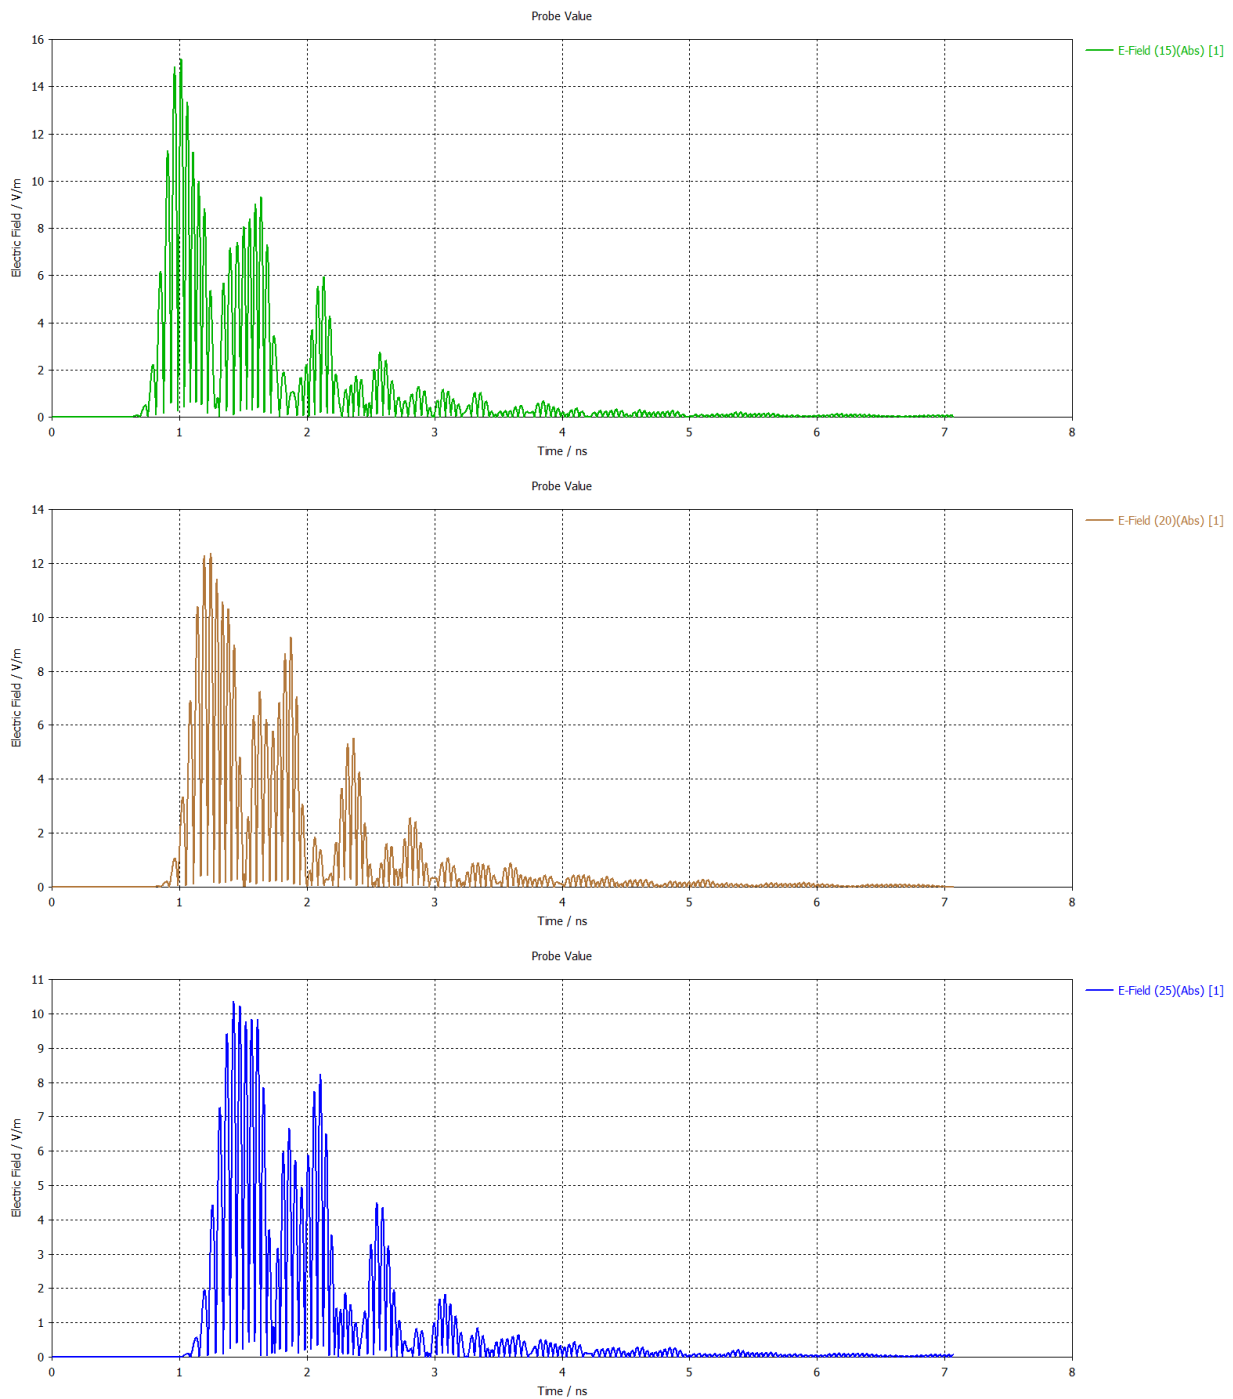 Probe Value
E-Field (15)(Abs) [1]
Electric Field / V/m
16
14
12
10
8
6
4
2
0
0 1 2 3 4 5 6 7 8
Time / ns
Probe Value
E-Field (20)(Abs) [1]
Electric Field / V/m
14
12
10
8
6
4
2
0
0 1 2 3 4 5 6 7 8
Time / ns
Probe Value
E-Field (25)(Abs) [1]
Electric Field / V/m
11
10
9
8
7
6
5
4
3
2
1
0
0 1 2 3 4 5 6 7 8
Time / ns